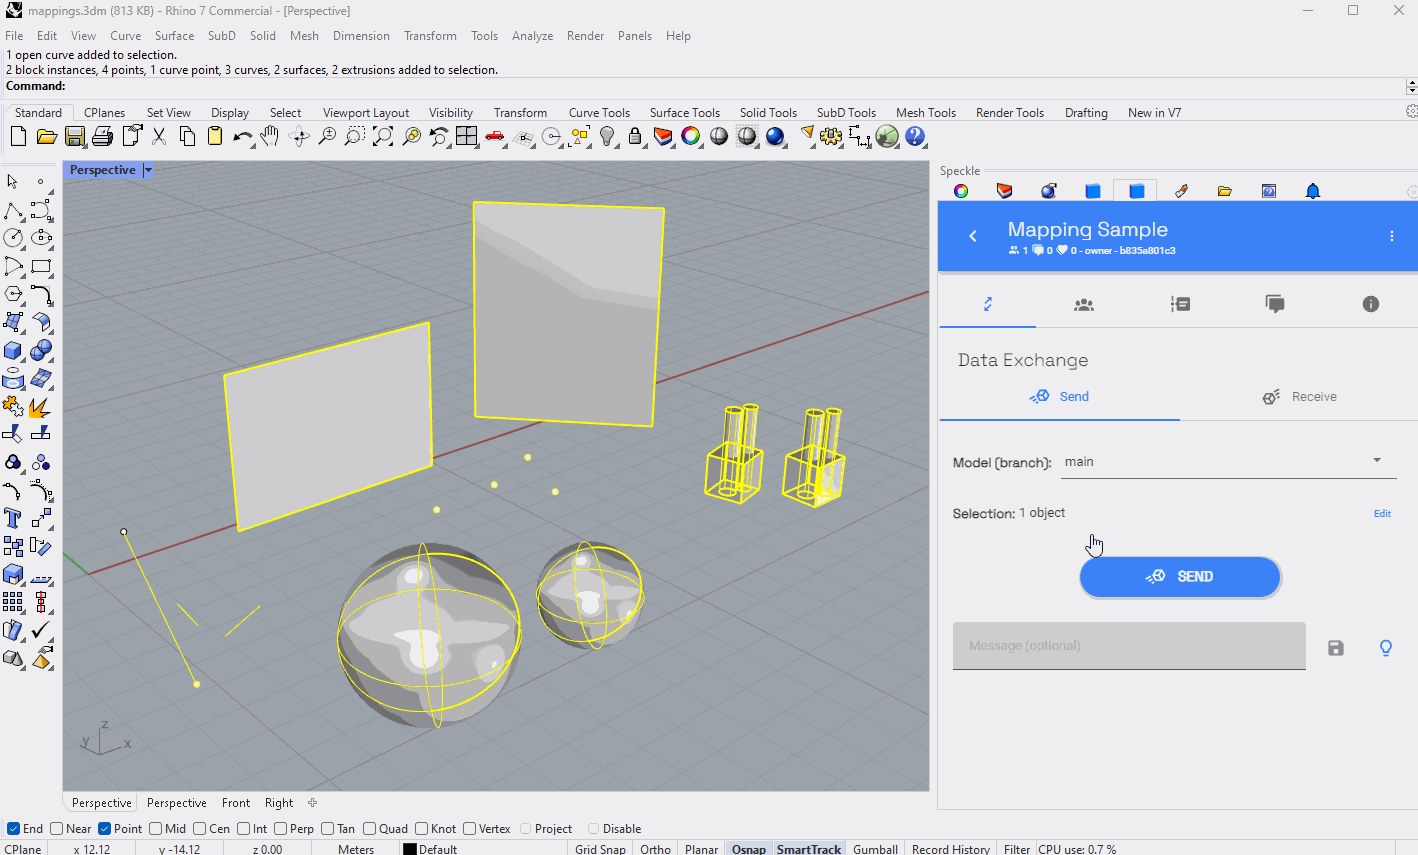 mappings.3dm (813 KB) - Rhino 7 Commercial - [Perspective]
File Edit View Curve Surface SubD Solid Mesh Dimension Transform Tools Analyze Render Panels Help
1 open curve added to selection.
2 block instances, 4 points, 1 curve point, 3 curves, 2 surfaces, 2 extrusions added to selection.
Command:
Standard CPlanes Set View Display Select Viewport Layout Visibility Transform Curve Tools Surface Tools Solid Tools SubD Tools Mesh Tools Render Tools Drafting New in V7
Perspective
z
y
x
Speckle
Mapping Sample
1 0 0 - owner - b835a801c3
Data Exchange
Send Receive
Model (branch): main
Selection: 1 object Edit
SEND
Message (optional)
Perspective Perspective Front Right
End Near Point Mid Cen Int Perp Tan Quad Knot Vertex Project Disable
CPlane x 12.12 y -14.12 z 0.00 Meters Default Grid Snap Ortho Planar Osnap SmartTrack Gumball Record History Filter CPU use: 0.7 %